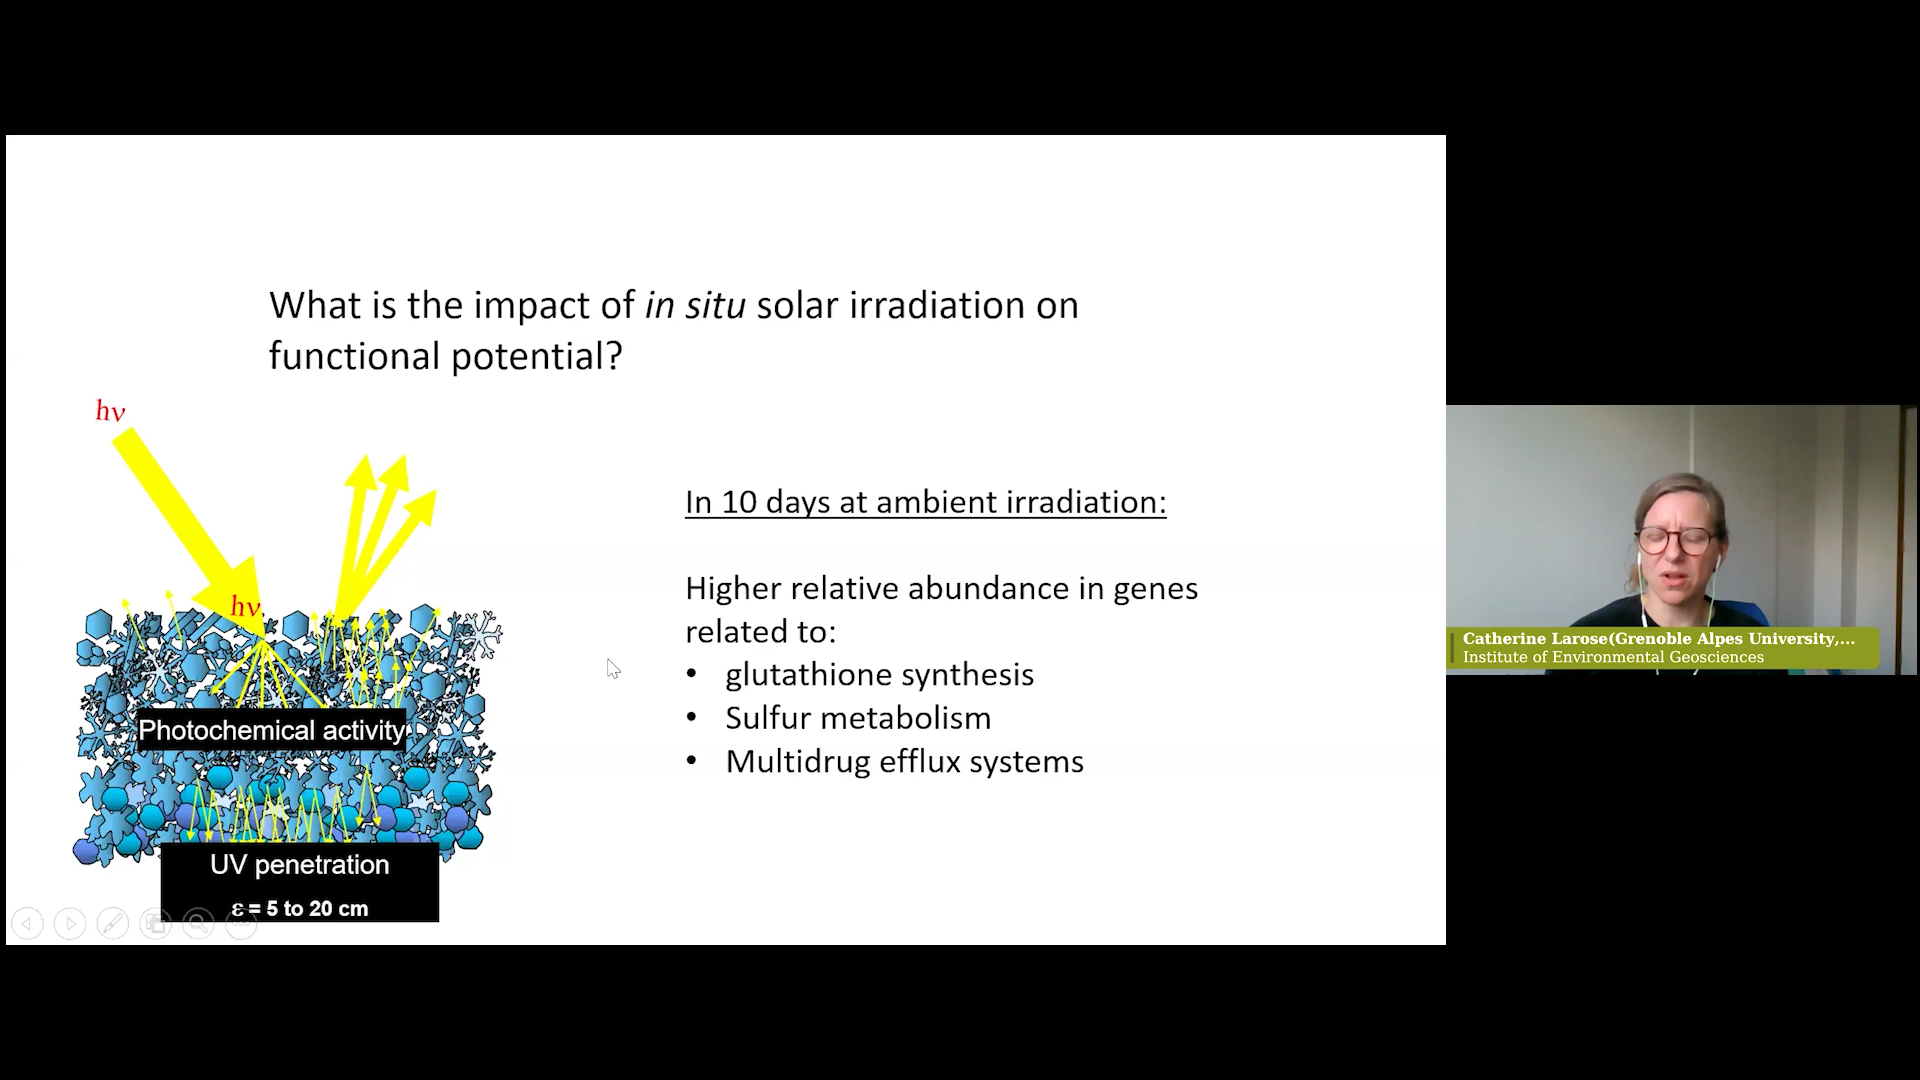 What is the impact of in situ solar irradiation on
functional potential?
hν
hν
In 10 days at ambient irradiation:
Higher relative abundance in genes
related to:
• glutathione synthesis
• Sulfur metabolism
• Multidrug efflux systems
Photochemical activity
UV penetration
ε = 5 to 20 cm
Catherine Larose(Grenoble Alpes University,...
Institute of Environmental Geosciences